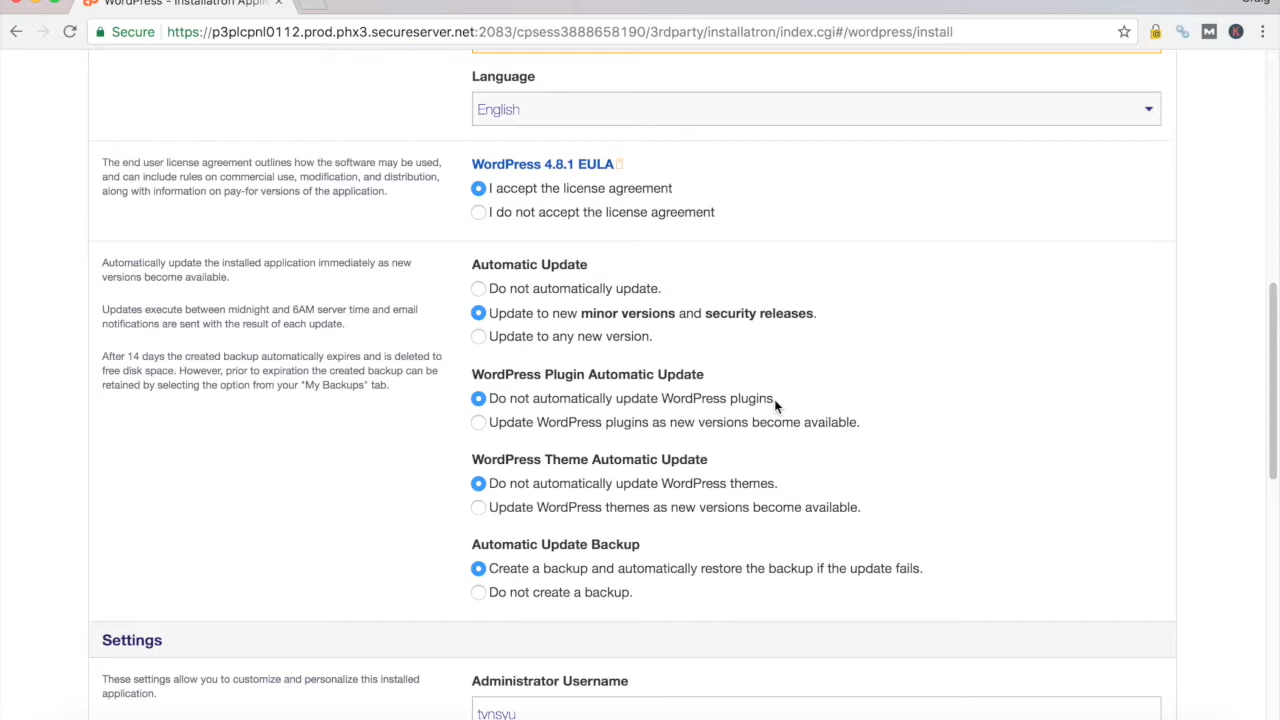 WordPress - Installatron Appli
Craig
Secure https://p3plcpnl0112.prod.phx3.secureserver.net:2083/cpsess3888658190/3rdparty/installatron/index.cgi#/wordpress/install
Language
English
The end user license agreement outlines how the software may be used,
and can include rules on commercial use, modification, and distribution,
along with information on pay-for versions of the application.
WordPress 4.8.1 EULA
I accept the license agreement
I do not accept the license agreement
Automatically update the installed application immediately as new
versions become available.
Updates execute between midnight and 6AM server time and email
notifications are sent with the result of each update.
After 14 days the created backup automatically expires and is deleted to
free disk space. However, prior to expiration the created backup can be
retained by selecting the option from your "My Backups" tab.
Automatic Update
Do not automatically update.
Update to new minor versions and security releases.
Update to any new version.
WordPress Plugin Automatic Update
Do not automatically update WordPress plugins.
Update WordPress plugins as new versions become available.
WordPress Theme Automatic Update
Do not automatically update WordPress themes.
Update WordPress themes as new versions become available.
Automatic Update Backup
Create a backup and automatically restore the backup if the update fails.
Do not create a backup.
Settings
These settings allow you to customize and personalize this installed
application.
Administrator Username
tvnsyu